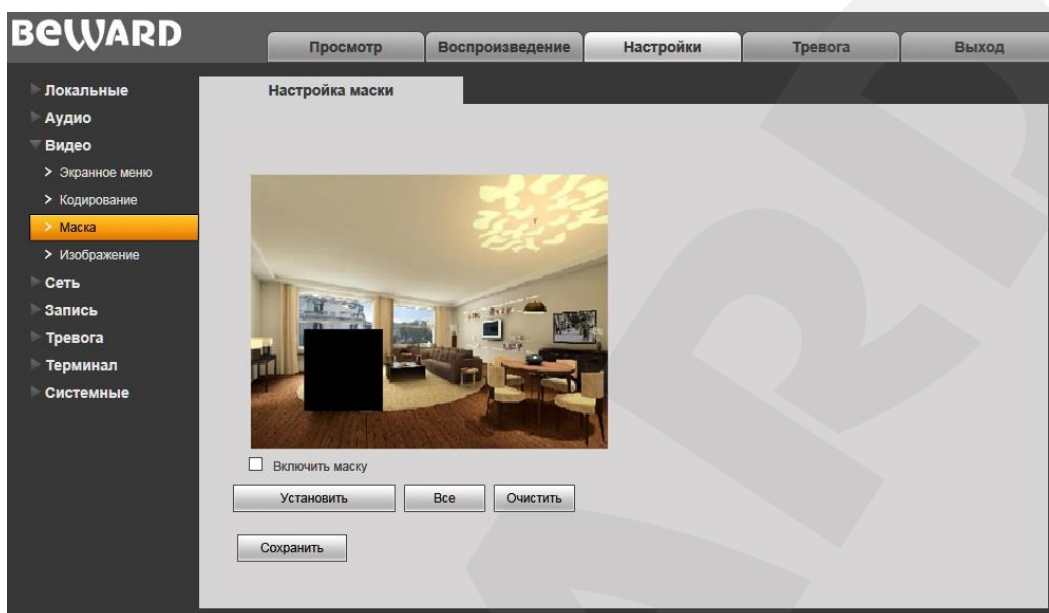 BEWARD
Просмотр Воспроизведение Настройки Тревога Выход
Локальные
Аудио
Видео
Экранное меню
Кодирование
Маска
Изображение
Сеть
Запись
Тревога
Терминал
Системные
Настройка маски
Включить маску
Установить Все Очистить
Сохранить